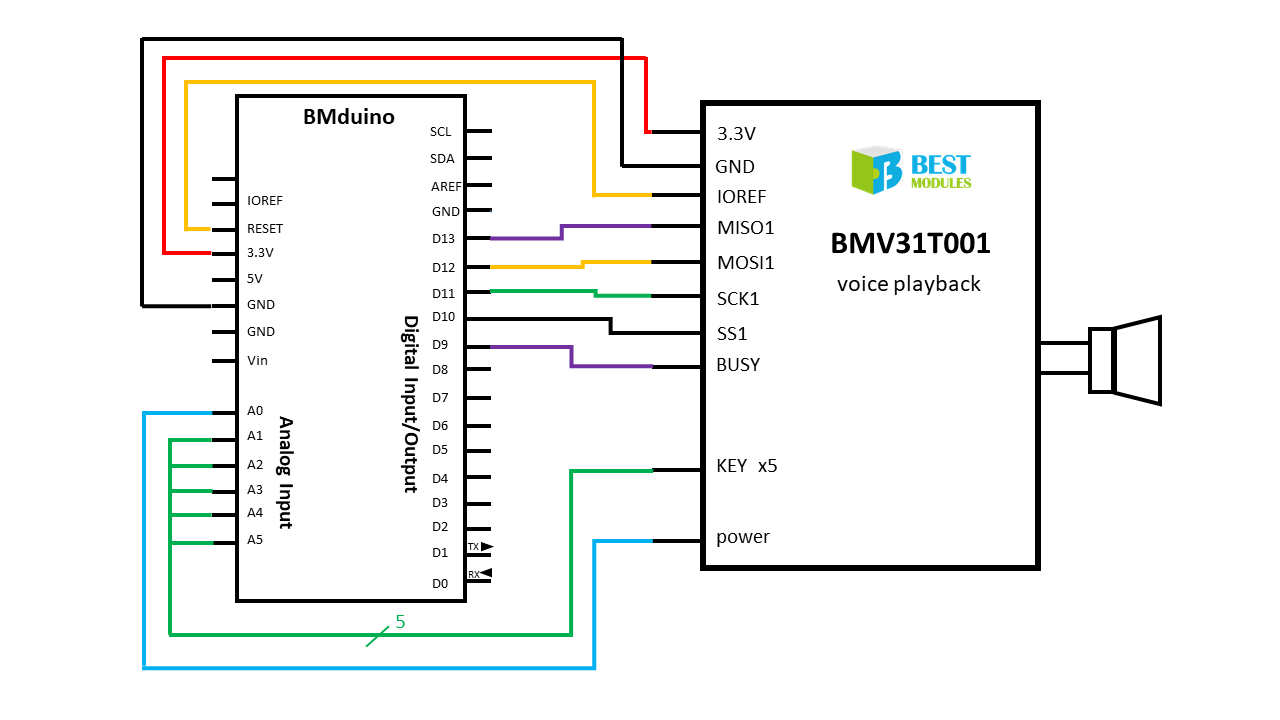 BMduino
IOREF
RESET
3.3V
5V
GND
GND
Vin
A0
A1
A2
A3
A4
A5
Analog Input
SCL
SDA
AREF
GND
D13
D12
D11
D10
D9
D8
D7
D6
D5
D4
D3
D2
D1
D0
TX
RX
Digital Input/Output
5
3.3V
GND
IOREF
MISO1
MOSI1
SCK1
SS1
BUSY
KEY x5
power
BEST
MODULES
BMV31T001
voice playback